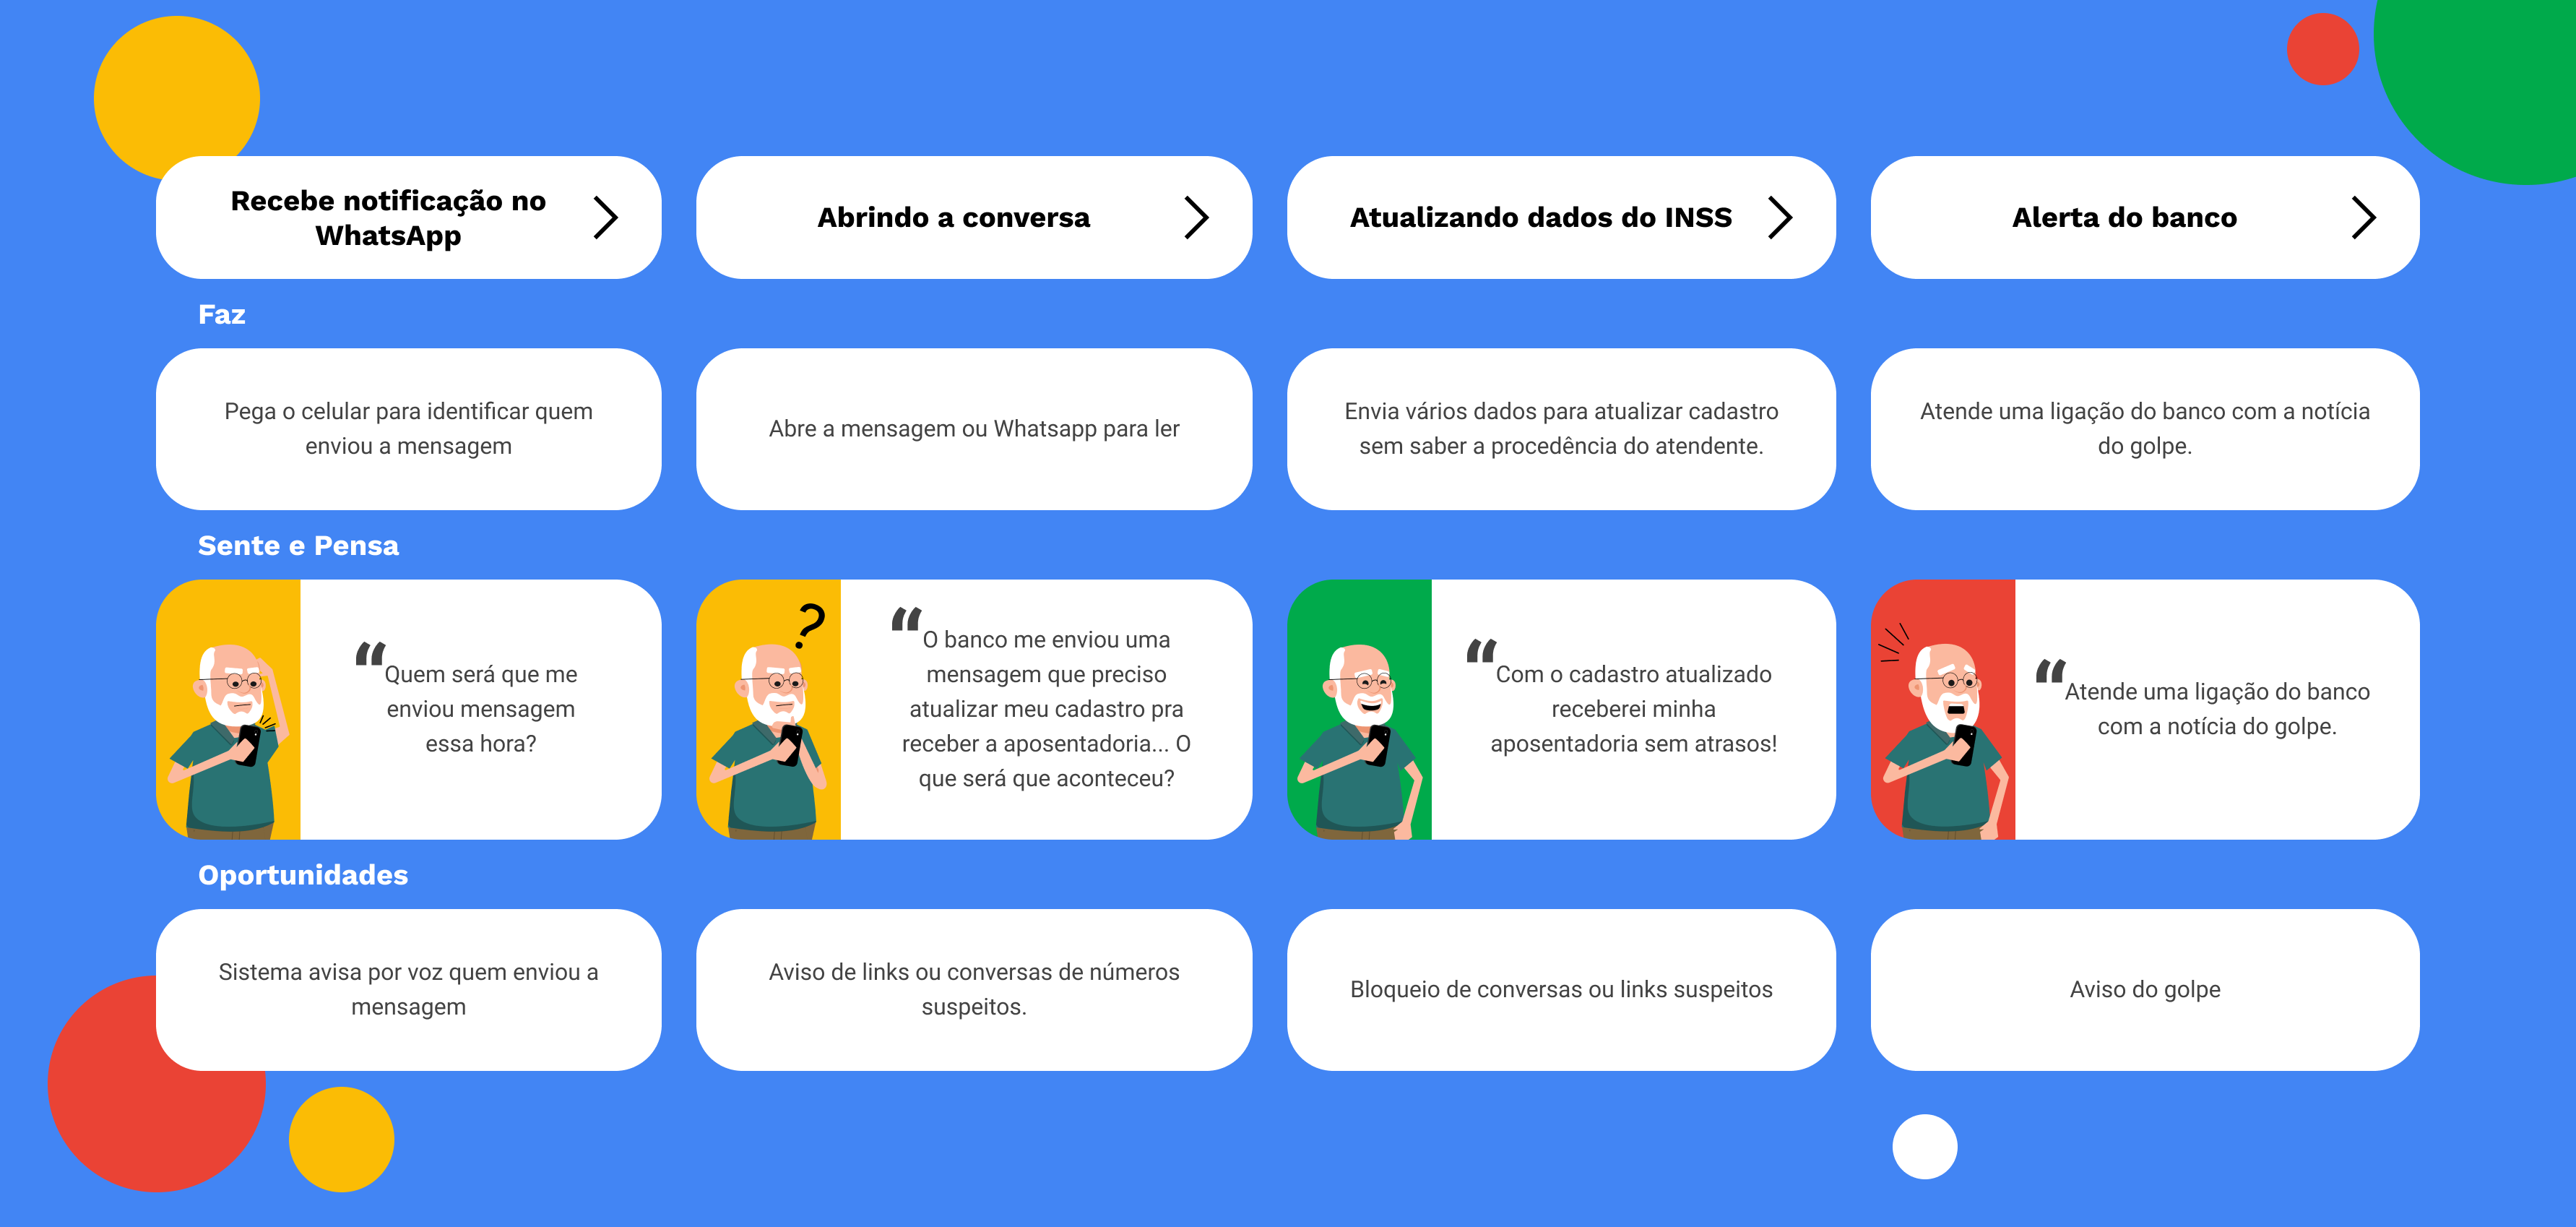 Recebe notificação no
WhatsApp
Abrindo a conversa
Atualizando dados do INSS
Alerta do banco
Faz
Pega o celular para identificar quem
enviou a mensagem
Abre a mensagem ou Whatsapp para ler
Envia vários dados para atualizar cadastro
sem saber a procedência do atendente.
Atende uma ligação do banco com a notícia
do golpe.
Sente e Pensa
“Quem será que me
enviou mensagem
essa hora?
?
“O banco me enviou uma
mensagem que preciso
atualizar meu cadastro pra
receber a aposentadoria... O
que será que aconteceu?
“Com o cadastro atualizado
receberei minha
aposentadoria sem atrasos!
“Atende uma ligação do banco
com a notícia do golpe.
Oportunidades
Sistema avisa por voz quem enviou a
mensagem
Aviso de links ou conversas de números
suspeitos.
Bloqueio de conversas ou links suspeitos
Aviso do golpe